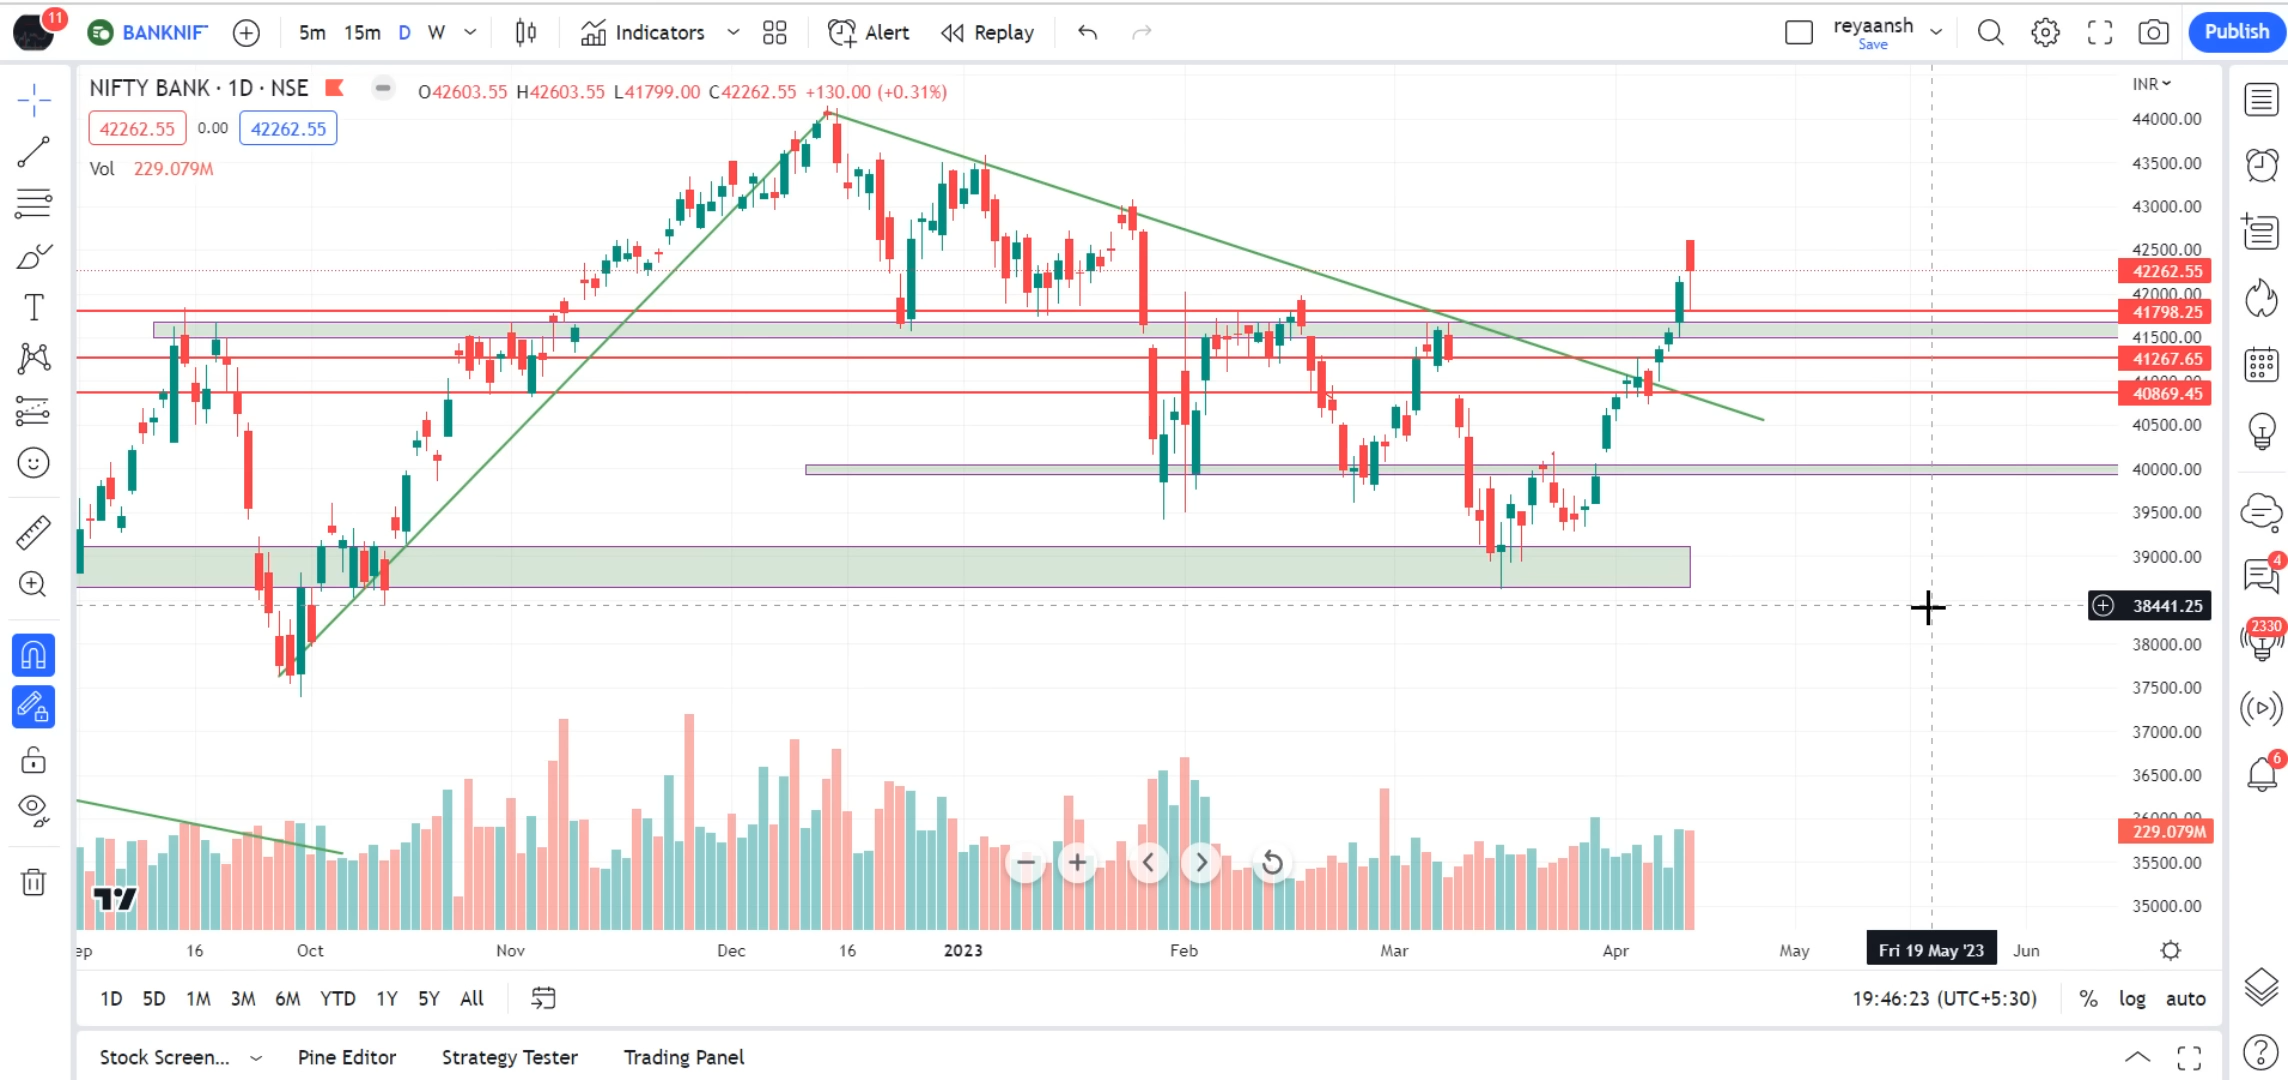 11
BANKNIF
5m 15m D W
Indicators
Alert
Replay
reyaansh
Save
Publish
NIFTY BANK · 1D · NSE
O42603.55 H42603.55 L41799.00 C42262.55 +130.00 (+0.31%)
42262.55 0.00 42262.55
Vol 229.079M
INR
44000.00
43500.00
43000.00
42500.00
42262.55
42000.00
41798.25
41500.00
41267.65
40869.45
40500.00
40000.00
39500.00
39000.00
38441.25
38000.00
37500.00
37000.00
36500.00
229.079M
35500.00
35000.00
4
2330
6
ep 16 Oct Nov Dec 16 2023 Feb Mar Apr May Fri 19 May '23 Jun
1D 5D 1M 3M 6M YTD 1Y 5Y All
19:46:23 (UTC+5:30) % log auto
Stock Screen... Pine Editor Strategy Tester Trading Panel